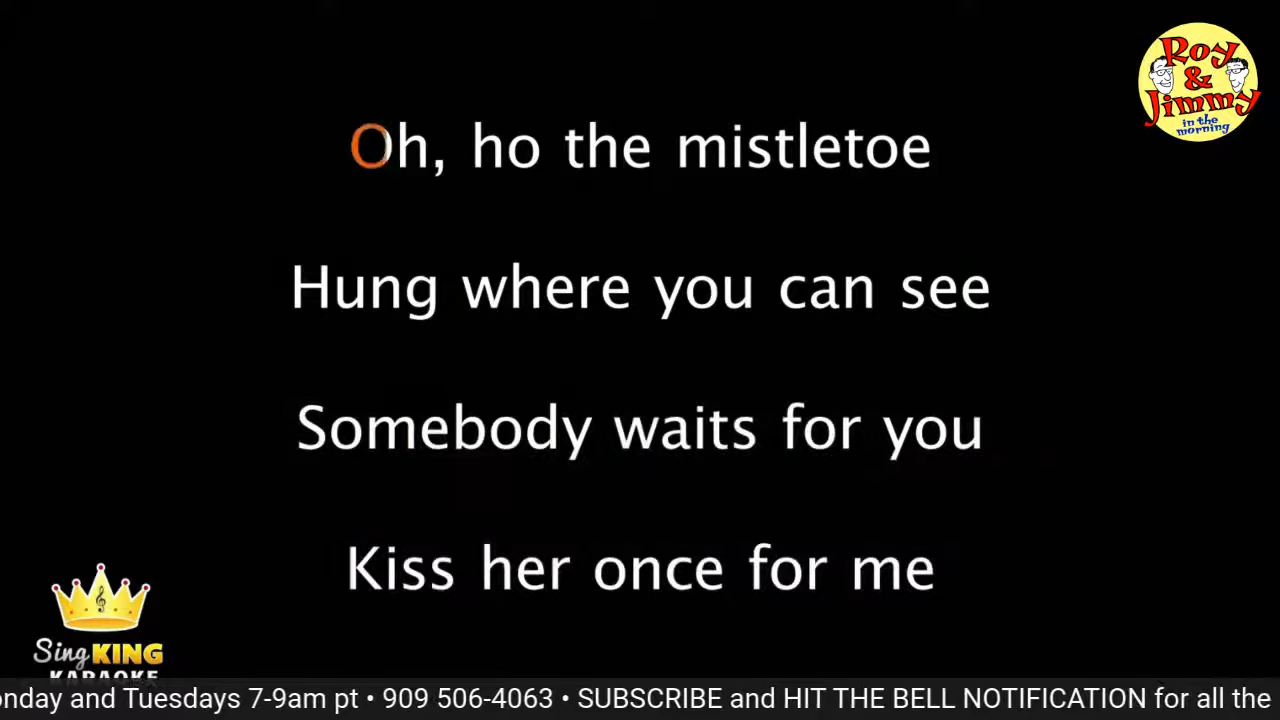 Roy
&
Jimmy
in the
morning
Oh, ho the mistletoe
Hung where you can see
Somebody waits for you
Kiss her once for me
Sing KING
KARAOKE
onday and Tuesdays 7-9am pt • 909 506-4063 • SUBSCRIBE and HIT THE BELL NOTIFICATION for all the